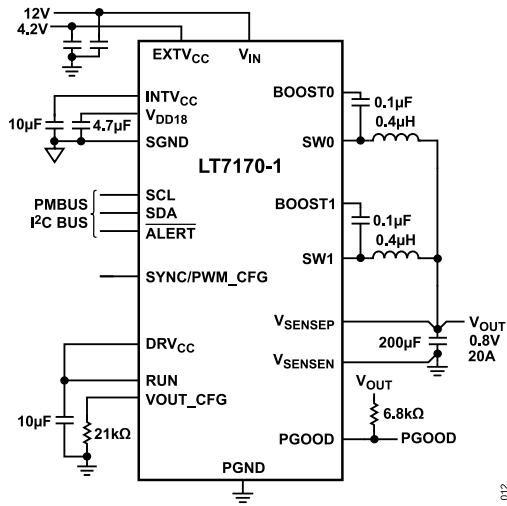 12V
4.2V
EXTVCC
VIN
INTVCC
VDD18
10µF
4.7µF
SGND
LT7170-1
BOOST0
0.1µF
0.4µH
SW0
PMBUS
I2C BUS
SCL
SDA
ALERT
BOOST1
0.1µF
0.4µH
SW1
SYNC/PWM_CFG
VSENSEP
VOUT
0.8V
20A
200µF
VSENSEN
DRVCC
RUN
VOUT_CFG
10µF
21kΩ
VOUT
6.8kΩ
PGOOD
PGOOD
PGND
012